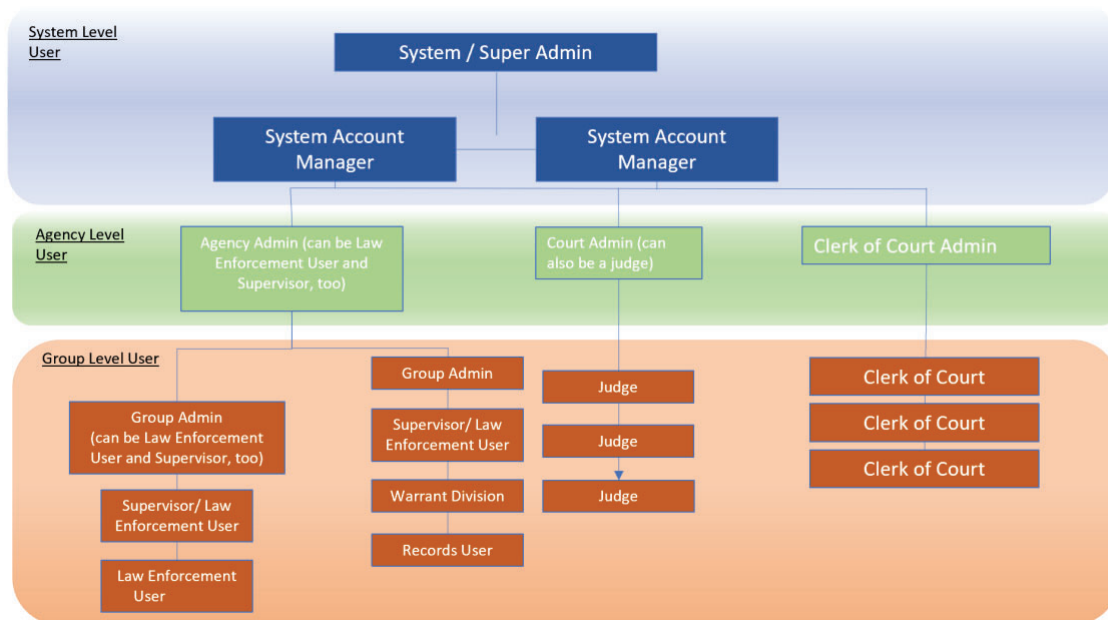 System Level
User
System / Super Admin
System Account
Manager
System Account
Manager
Agency Level
User
Agency Admin (can be Law
Enforcement User and
Supervisor, too)
Court Admin (can
also be a judge)
Clerk of Court Admin
Group Level User
Group Admin
(can be Law Enforcement
User and Supervisor, too)
Supervisor/ Law
Enforcement User
Law Enforcement
User
Group Admin
Supervisor/ Law
Enforcement User
Warrant Division
Records User
Judge
Judge
Judge
Clerk of Court
Clerk of Court
Clerk of Court